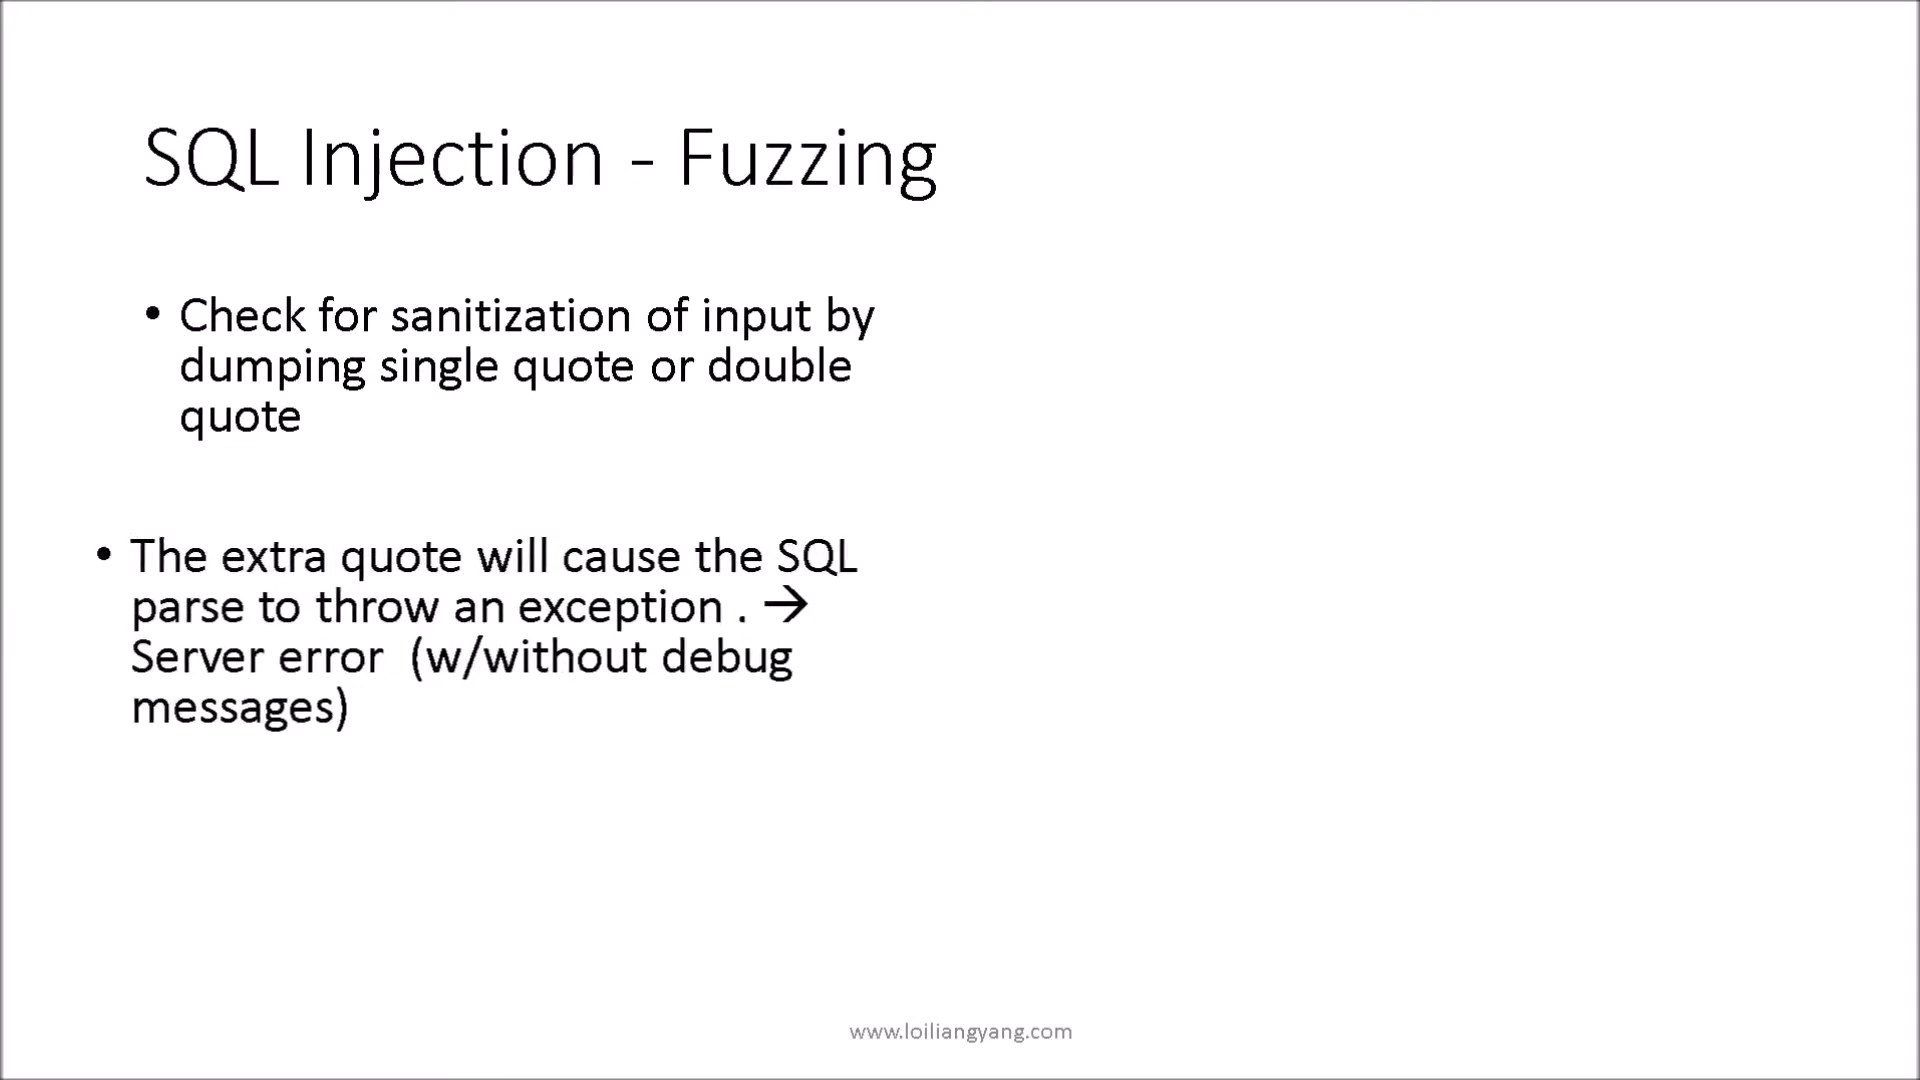 SQL Injection - Fuzzing
• Check for sanitization of input by
dumping single quote or double
quote
• The extra quote will cause the SQL
parse to throw an exception . →
Server error  (w/without debug
messages)
www.loiliangyang.com